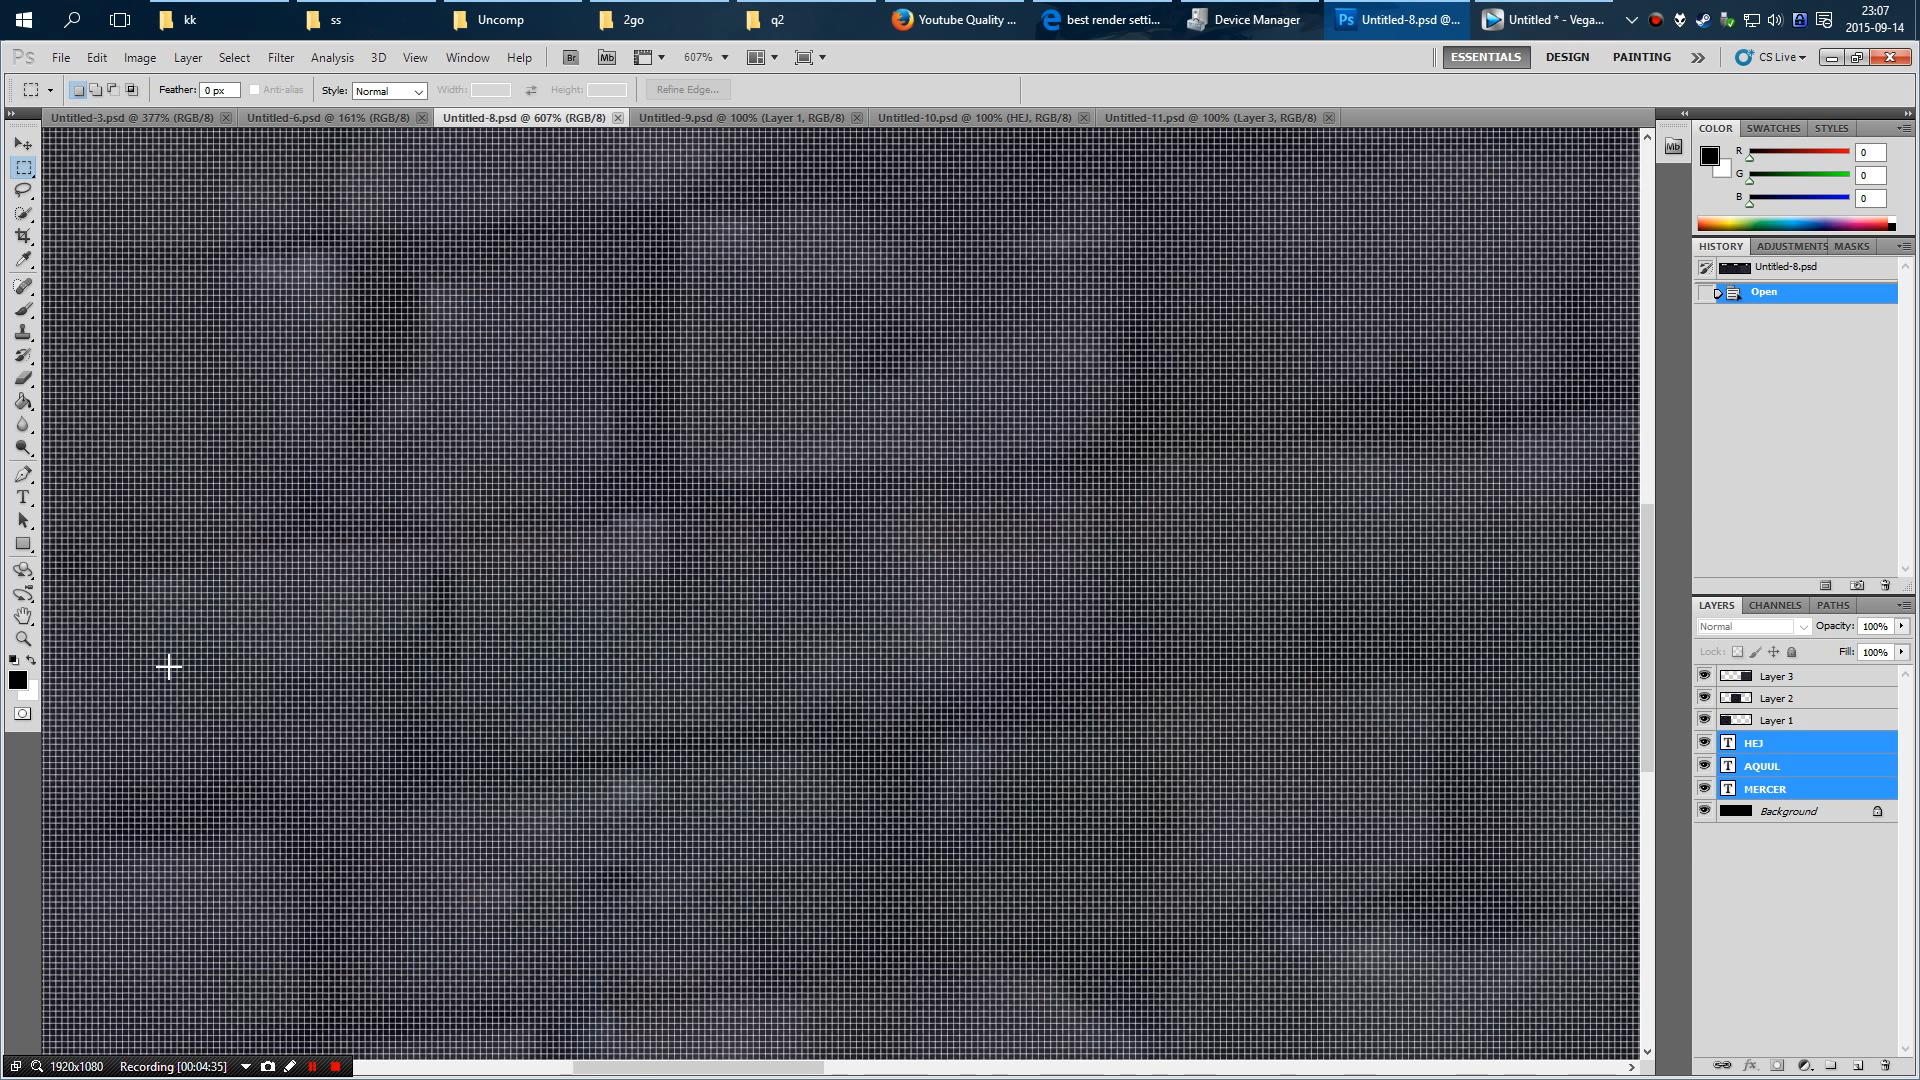 kk ss Uncomp 2go q2 Youtube Quality ... best render setti... Device Manager Untitled-8.psd @... Untitled * - Vega... 23:07
2015-09-14
Ps File Edit Image Layer Select Filter Analysis 3D View Window Help Br Mb 607% ESSENTIALS DESIGN PAINTING CS Live
Feather: 0 px Anti-alias Style: Normal Width: Height: Refine Edge...
Untitled-3.psd @ 377% (RGB/8) Untitled-6.psd @ 161% (RGB/8) Untitled-8.psd @ 607% (RGB/8) Untitled-9.psd @ 100% (Layer 1, RGB/8) Untitled-10.psd @ 100% (HEJ, RGB/8) Untitled-11.psd @ 100% (Layer 3, RGB/8)
Mb
COLOR SWATCHES STYLES
R 0
G 0
B 0
HISTORY ADJUSTMENTS MASKS
Untitled-8.psd
Open
LAYERS CHANNELS PATHS
Normal Opacity: 100%
Lock: Fill: 100%
Layer 3
Layer 2
Layer 1
T HEJ
T AQUUL
T MERCER
Background
1920x1080 Recording [00:04:35]